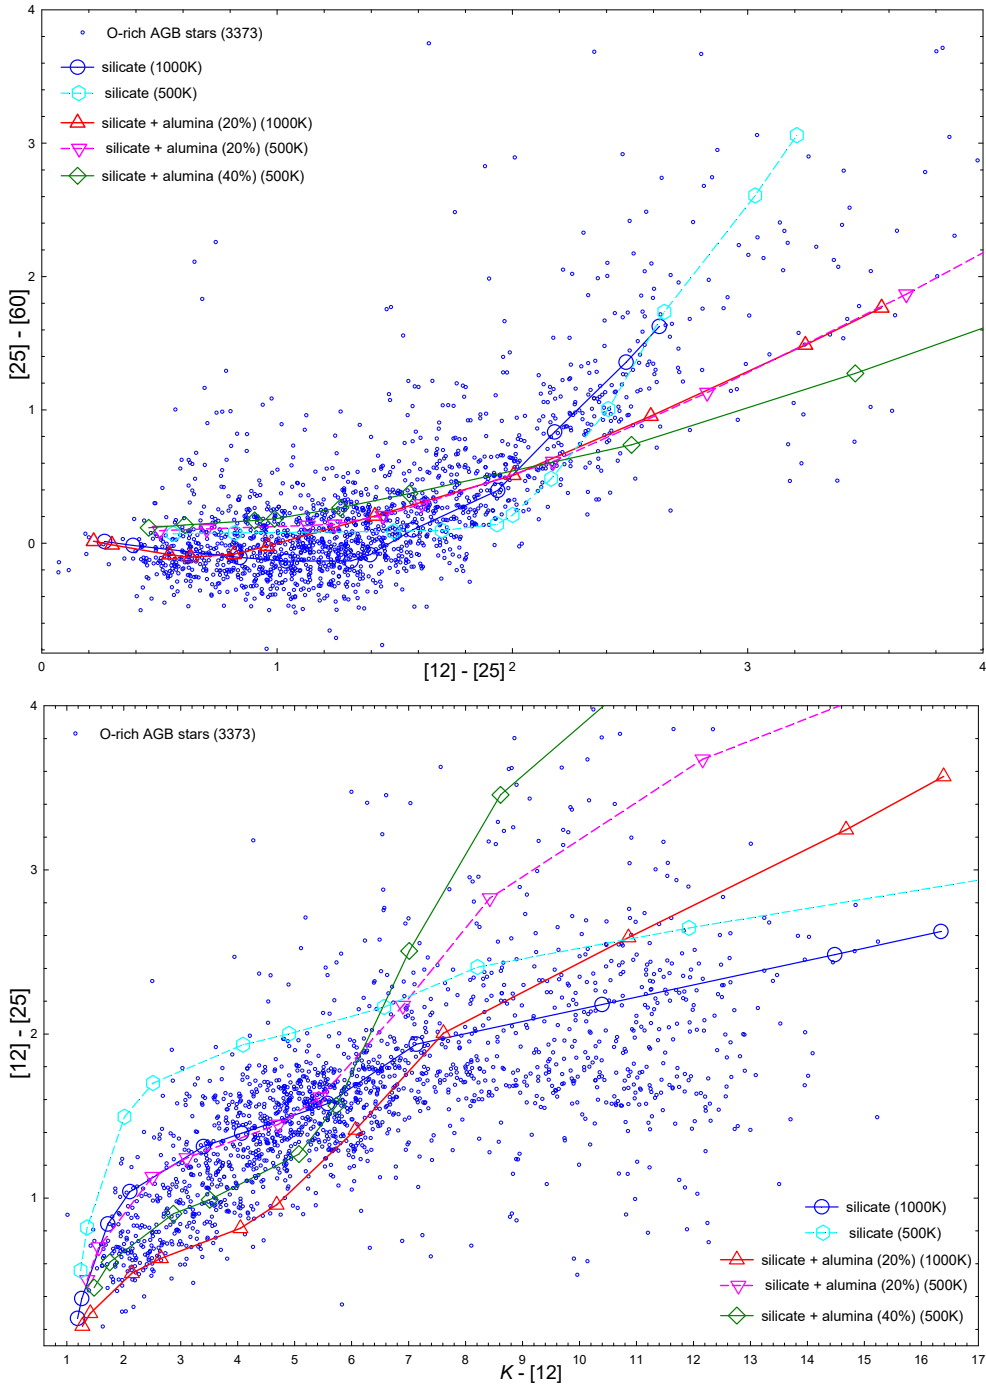 4
O-rich AGB stars (3373)
silicate (1000K)
silicate (500K)
silicate + alumina (20%) (1000K)
silicate + alumina (20%) (500K)
silicate + alumina (40%) (500K)
3
2
1
0
[25] - [60]
0 1 2 3 4
[12] - [25]
4
O-rich AGB stars (3373)
3
2
1
[12] - [25]
silicate (1000K)
silicate (500K)
silicate + alumina (20%) (1000K)
silicate + alumina (20%) (500K)
silicate + alumina (40%) (500K)
1 2 3 4 5 6 7 8 9 10 11 12 13 14 15 16 17
K - [12]